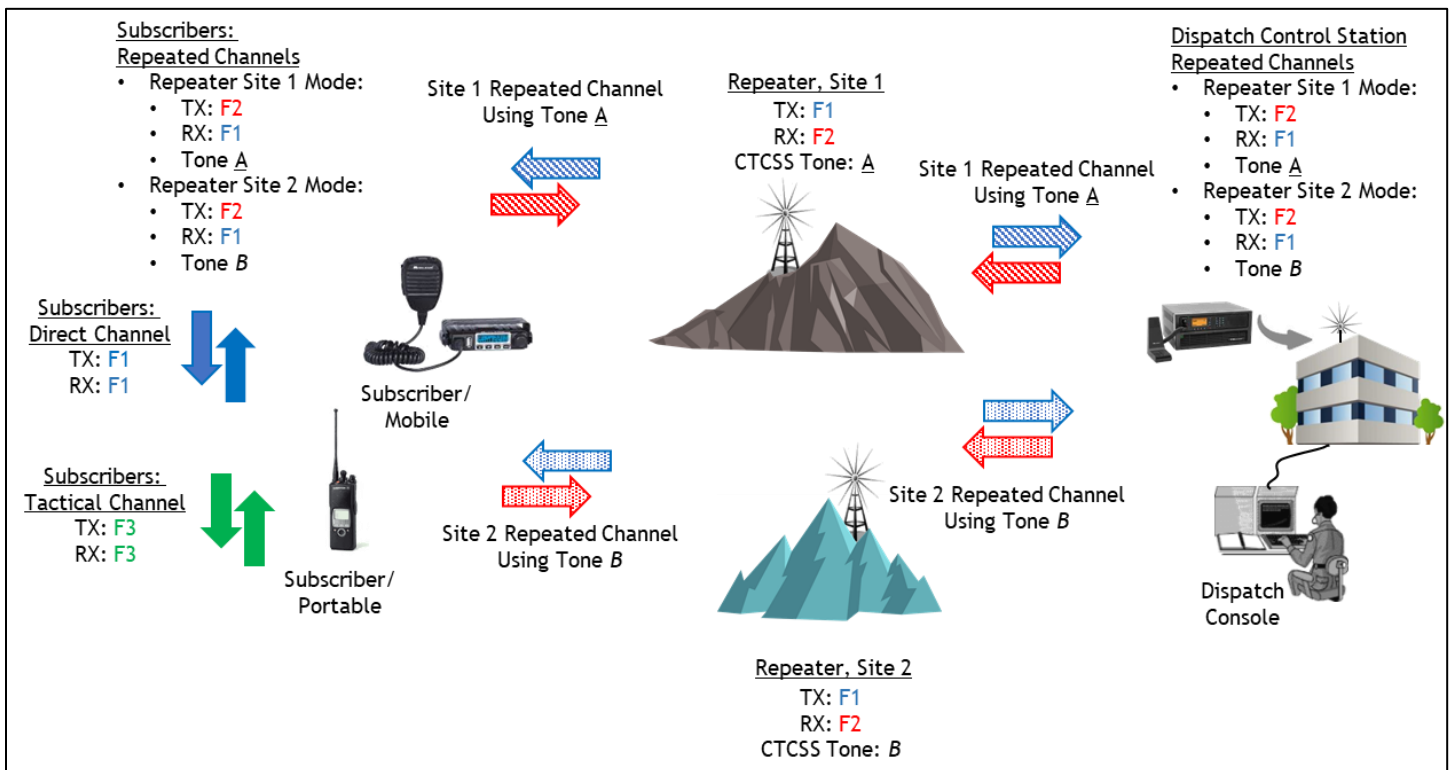 Subscribers:
Repeated Channels
• Repeater Site 1 Mode:
• TX: F2
• RX: F1
• Tone A
• Repeater Site 2 Mode:
• TX: F2
• RX: F1
• Tone B
Site 1 Repeated Channel
Using Tone A
Repeater, Site 1
TX: F1
RX: F2
CTCSS Tone: A
Site 1 Repeated Channel
Using Tone A
Dispatch Control Station
Repeated Channels
• Repeater Site 1 Mode:
• TX: F2
• RX: F1
• Tone A
• Repeater Site 2 Mode:
• TX: F2
• RX: F1
• Tone B
Subscribers:
Direct Channel
TX: F1
RX: F1
Subscriber/
Mobile
Subscribers:
Tactical Channel
TX: F3
RX: F3
Subscriber/
Portable
Site 2 Repeated Channel
Using Tone B
Site 2 Repeated Channel
Using Tone B
Dispatch
Console
Repeater, Site 2
TX: F1
RX: F2
CTCSS Tone: B